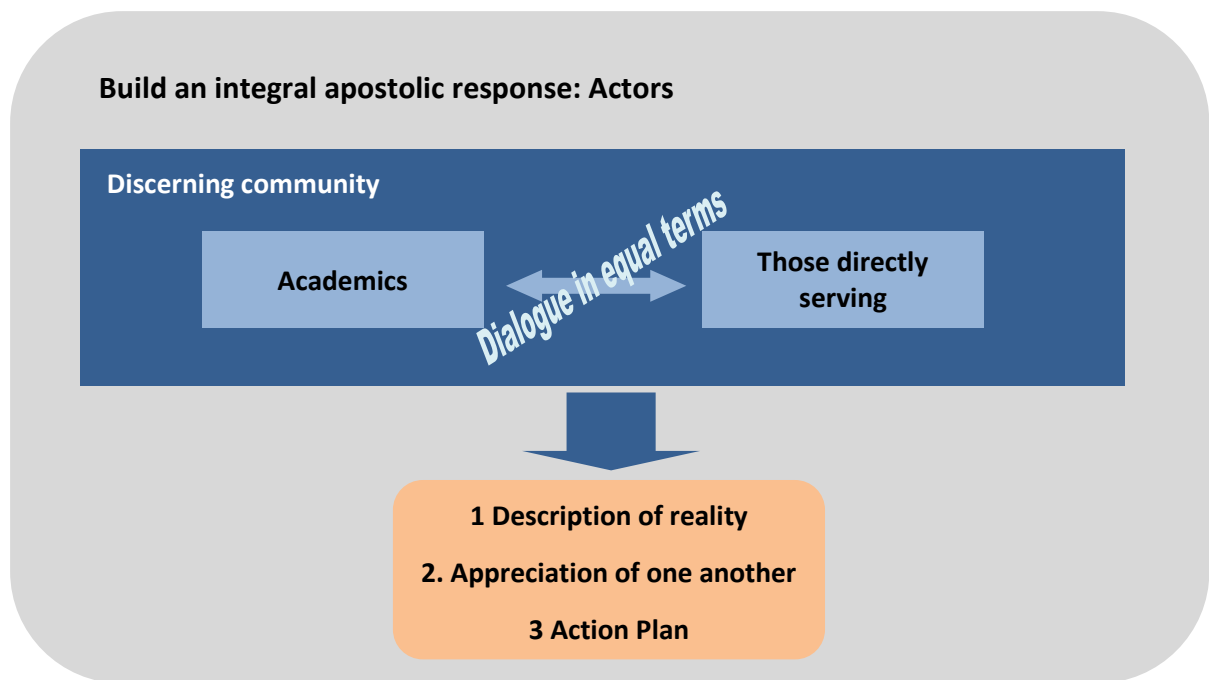 Build an integral apostolic response: Actors
Discerning community
Academics
Dialogue in equal terms
Those directly
serving
1 Description of reality
2. Appreciation of one another
3 Action Plan